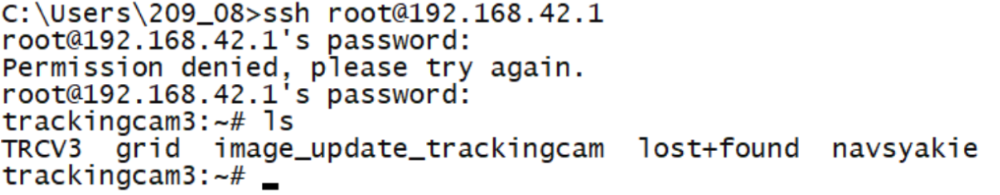 C:\Users\209_08>ssh root@192.168.42.1
root@192.168.42.1's password:
Permission denied, please try again.
root@192.168.42.1's password:
trackingcam3:~# ls
TRCV3  grid  image_update_trackingcam  lost+found  navsyakie
trackingcam3:~#